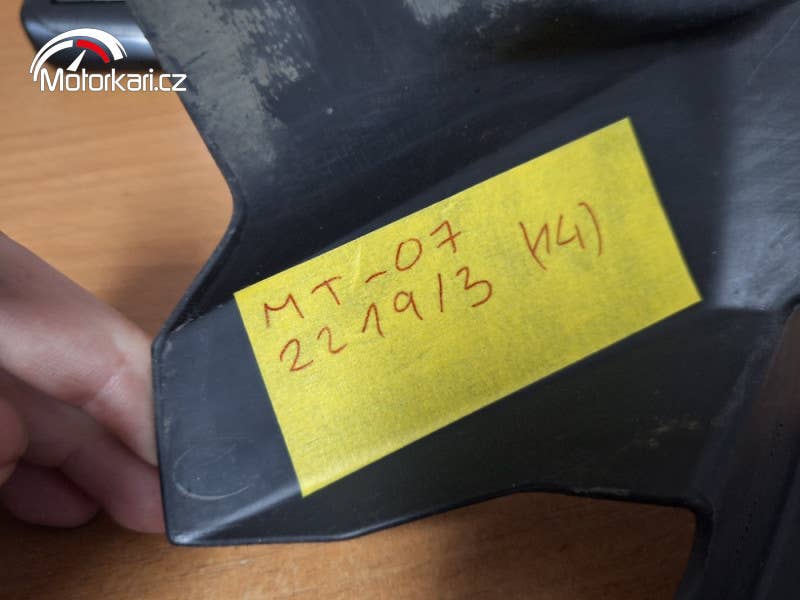 Motorkari.cz
MT-07 (14)
2219/3